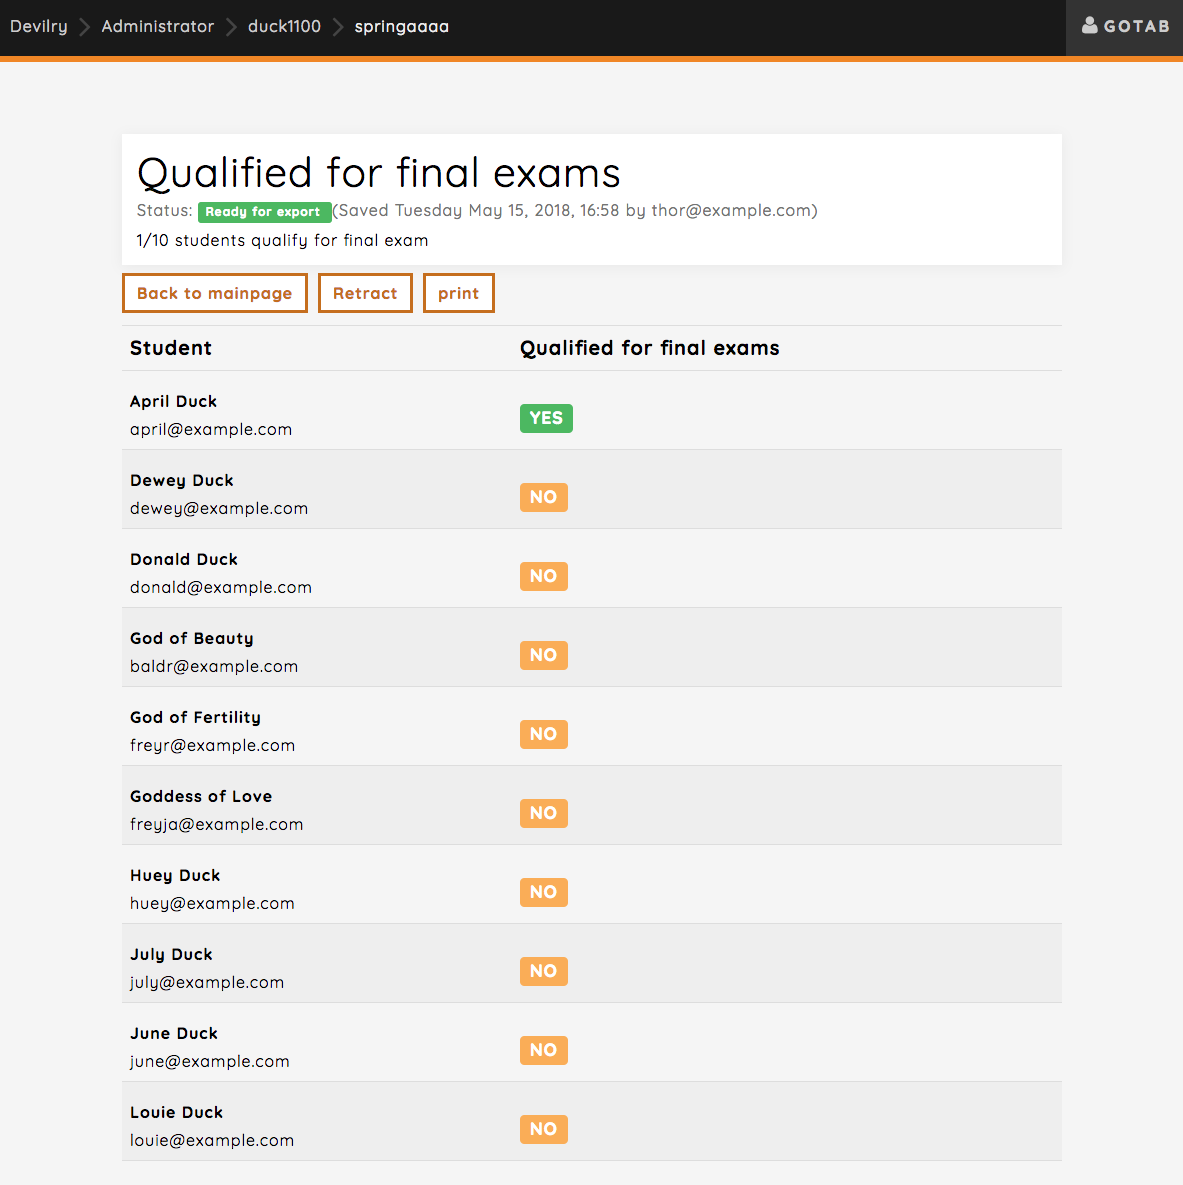 Devilry Administrator duck1100 springaaaa GOTAB
Qualified for final exams
Status: Ready for export (Saved Tuesday May 15, 2018, 16:58 by thor@example.com)
1/10 students qualify for final exam
Back to mainpage Retract print
Student Qualified for final exams
April Duck
april@example.com
YES
Dewey Duck
dewey@example.com
NO
Donald Duck
donald@example.com
NO
God of Beauty
baldr@example.com
NO
God of Fertility
freyr@example.com
NO
Goddess of Love
freyja@example.com
NO
Huey Duck
huey@example.com
NO
July Duck
july@example.com
NO
June Duck
june@example.com
NO
Louie Duck
louie@example.com
NO